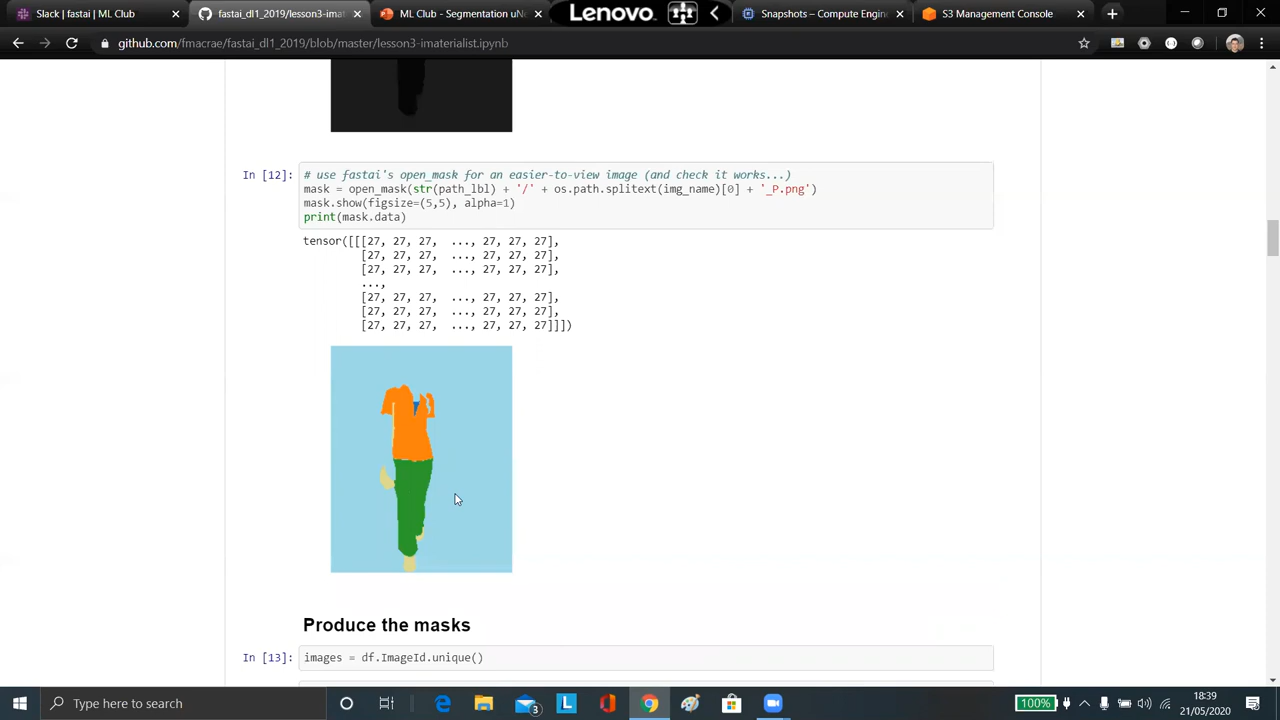 Slack | fastai | ML Club
fastai_dl1_2019/lesson3-imat
ML Club - Segmentation uNe
Lenovo
Snapshots – Compute Engin
S3 Management Console
github.com/fmacrae/fastai_dl1_2019/blob/master/lesson3-imaterialist.ipynb
In [12]:
# use fastai's open_mask for an easier-to-view image (and check it works...)
mask = open_mask(str(path_lbl) + '/' + os.path.splitext(img_name)[0] + '_P.png')
mask.show(figsize=(5,5), alpha=1)
print(mask.data)
tensor([[[27, 27, 27,  ..., 27, 27, 27],
[27, 27, 27,  ..., 27, 27, 27],
[27, 27, 27,  ..., 27, 27, 27],
...,
[27, 27, 27,  ..., 27, 27, 27],
[27, 27, 27,  ..., 27, 27, 27],
[27, 27, 27,  ..., 27, 27, 27]]])
Produce the masks
In [13]:
images = df.ImageId.unique()
Type here to search
3
100%
18:39
21/05/2020